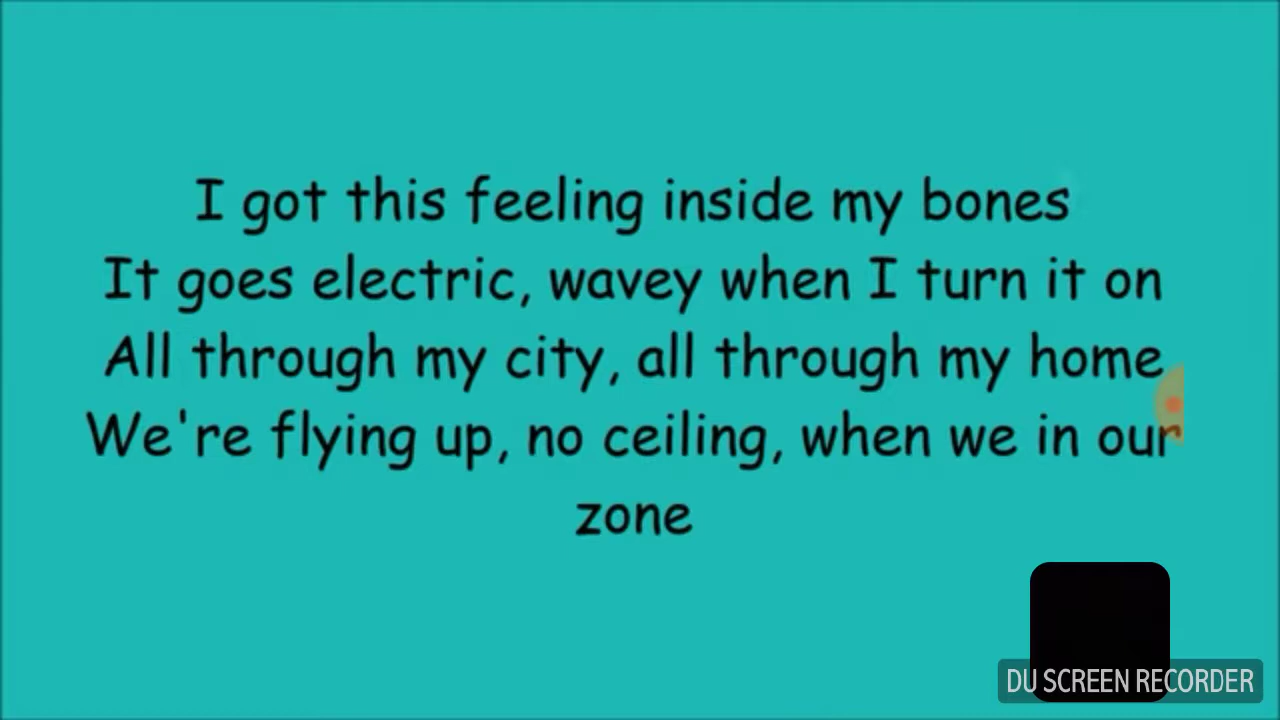 I got this feeling inside my bones
It goes electric, wavey when I turn it on
All through my city, all through my home
We're flying up, no ceiling, when we in our
zone
DU SCREEN RECORDER